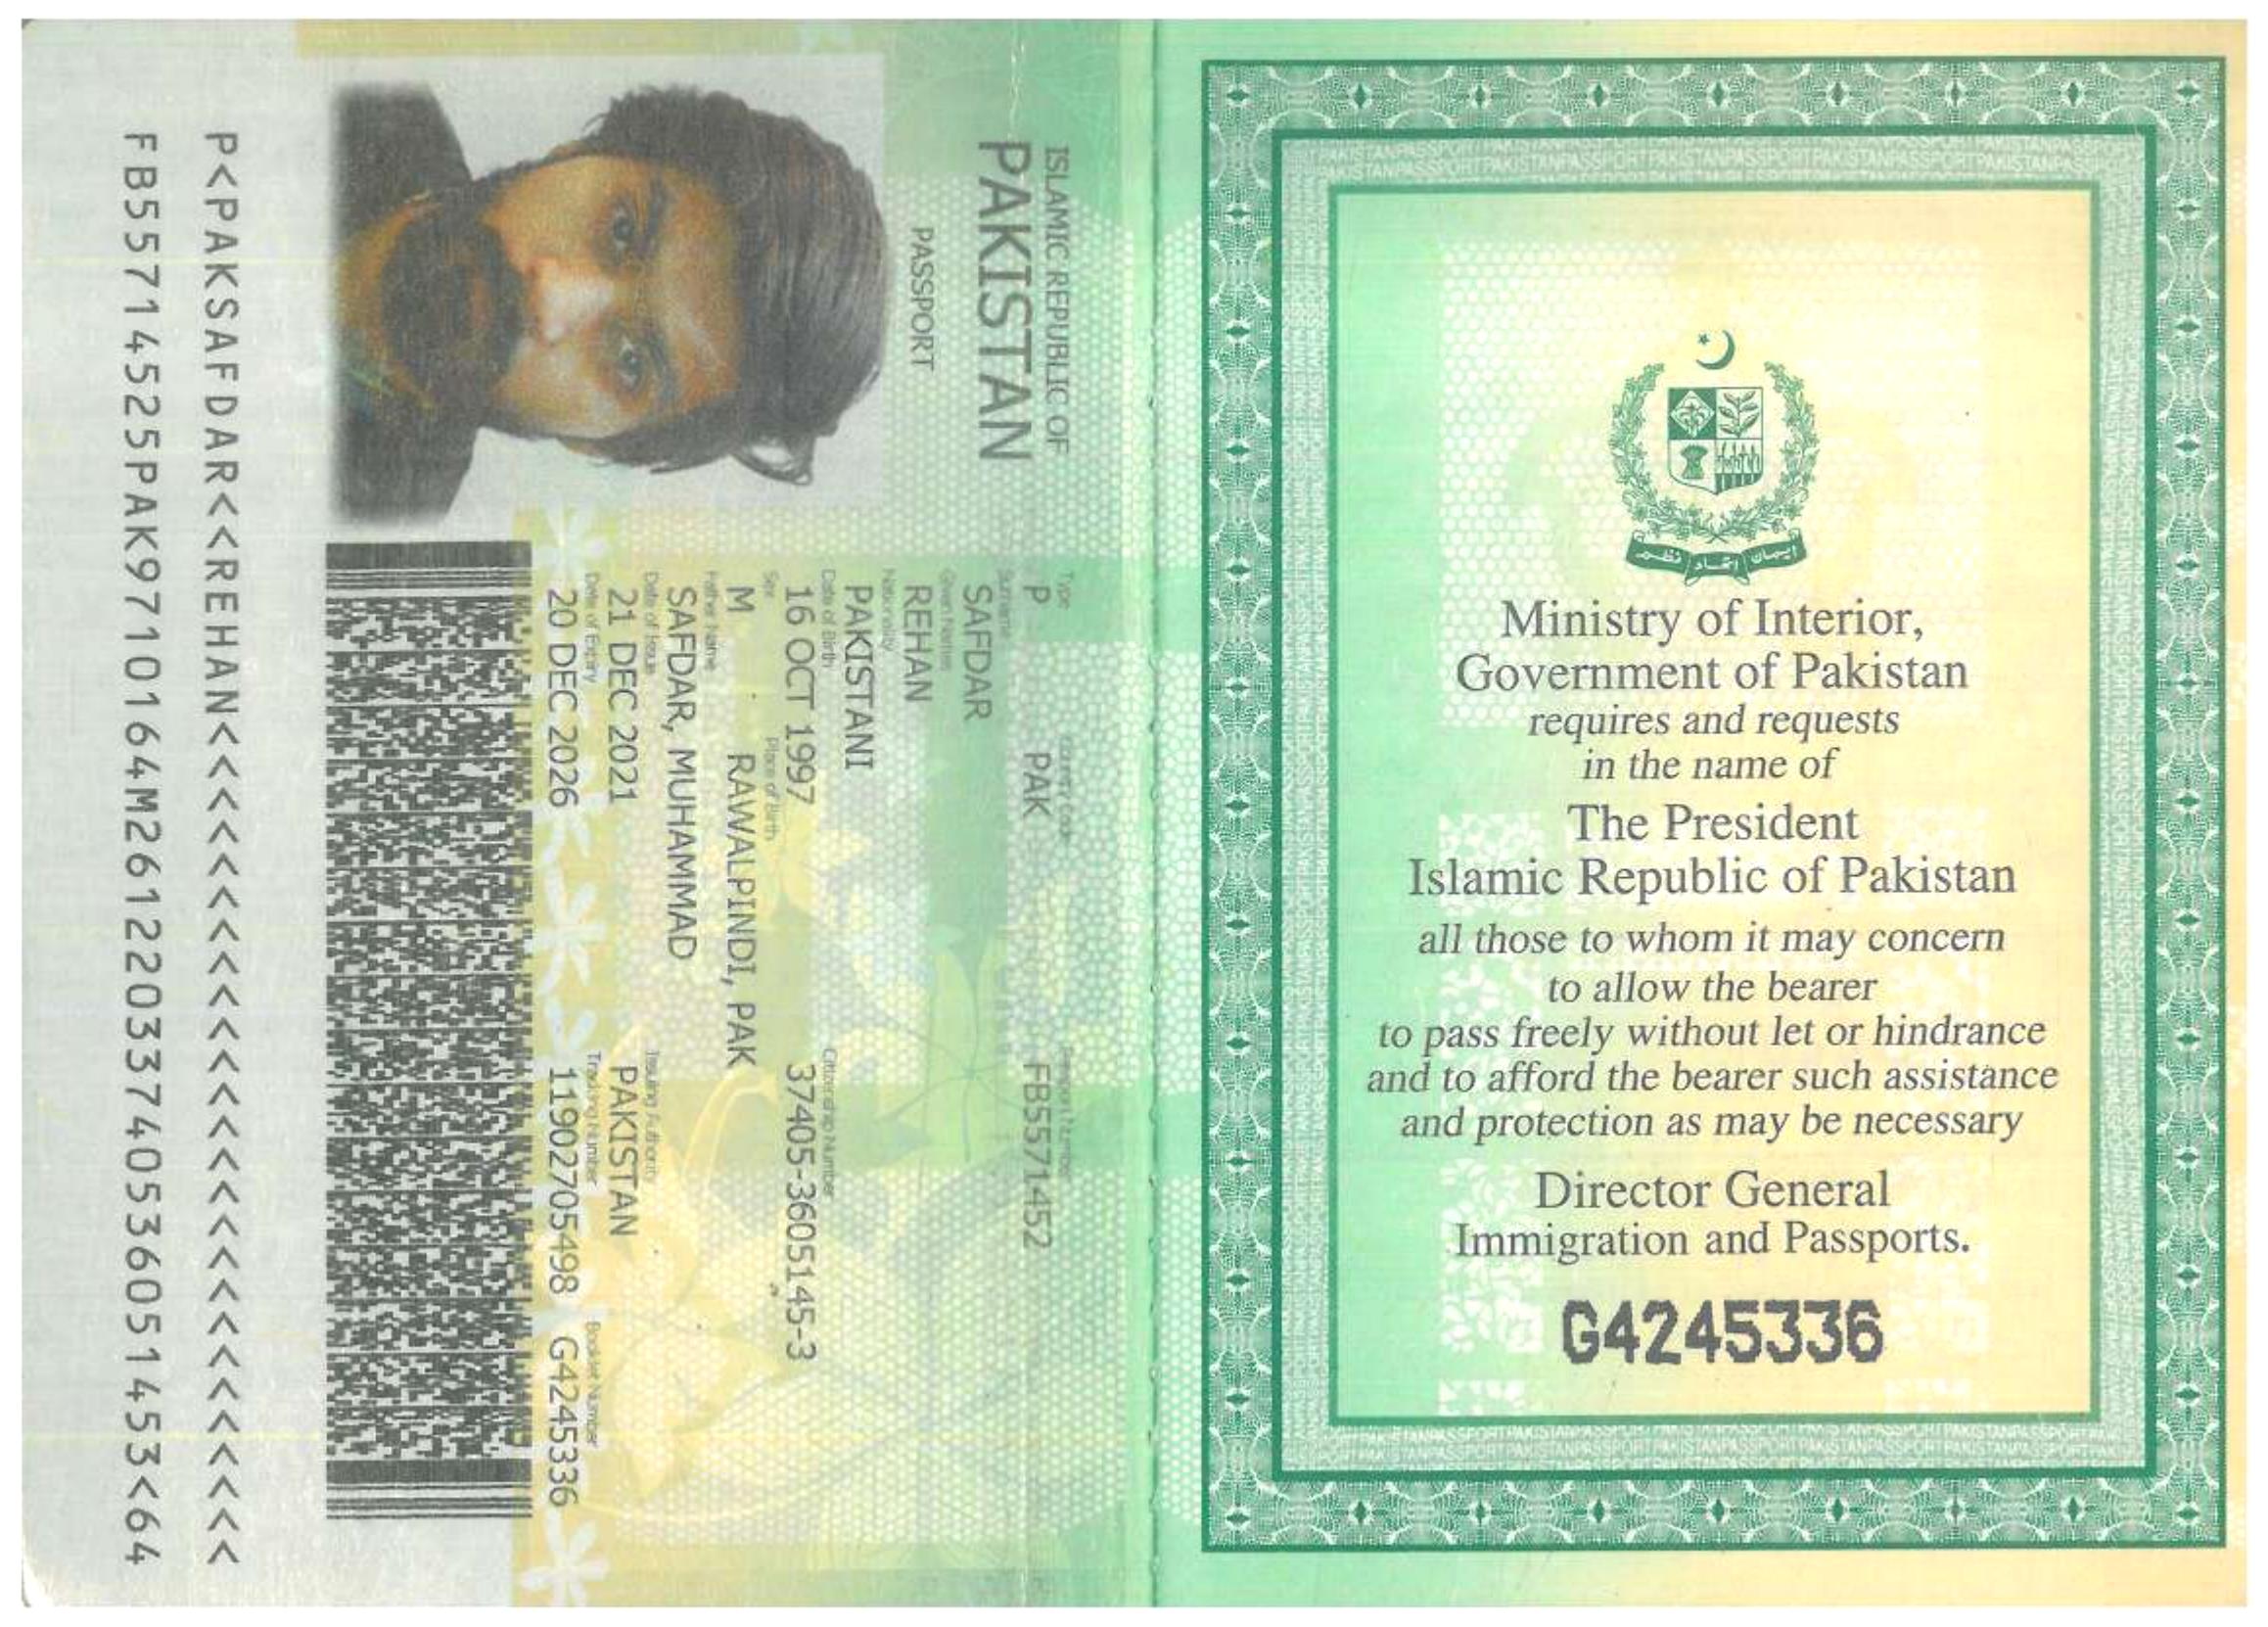 Ministry of Interior,
Government of Pakistan
requires and requests
in the name of
The President
Islamic Republic of Pakistan
all those to whom it may concern
to allow the bearer
to pass freely without let or hindrance
and to afford the bearer such assistance
and protection as may be necessary
Director General
Immigration and Passports.
G4245336
ISLAMIC REPUBLIC OF
PAKISTAN
PASSPORT
Type Country Code Passport Number
P PAK FB5571452
Surname
SAFDAR
Given Names
REHAN
Nationality
PAKISTANI
Date of Birth Citizenship Number
16 OCT 1997 37405-3605145-3
Sex Place of Birth
M RAWALPINDI, PAK
Father Name
SAFDAR, MUHAMMAD
Date of Issue Issuing Authority
21 DEC 2021 PAKISTAN
Date of Expiry Tracking Number Booklet Number
20 DEC 2026 11902705498 G4245336
P<PAKSAFDAR<<REHAN<<<<<<<<<<<<<<<<<<<<<<<<<<
FB55714525PAK9710164M26122033740536051453<64